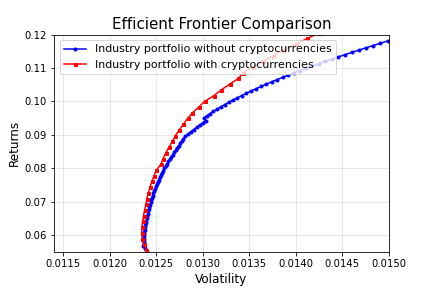 Efficient Frontier Comparison
Industry portfolio without cryptocurrencies
Industry portfolio with cryptocurrencies
0.12
0.11
0.10
0.09
0.08
0.07
0.06
Returns
0.0115 0.0120 0.0125 0.0130 0.0135 0.0140 0.0145 0.0150
Volatility